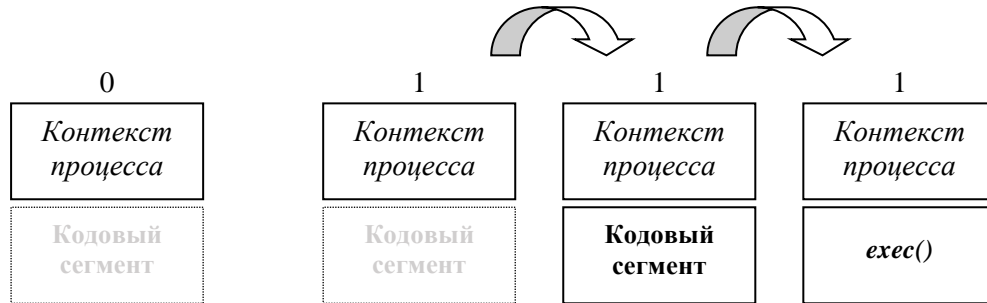 0 1 1 1
Контекст Контекст Контекст Контекст
процесса процесса процесса процесса
Кодовый Кодовый Кодовый exec()
сегмент сегмент сегмент